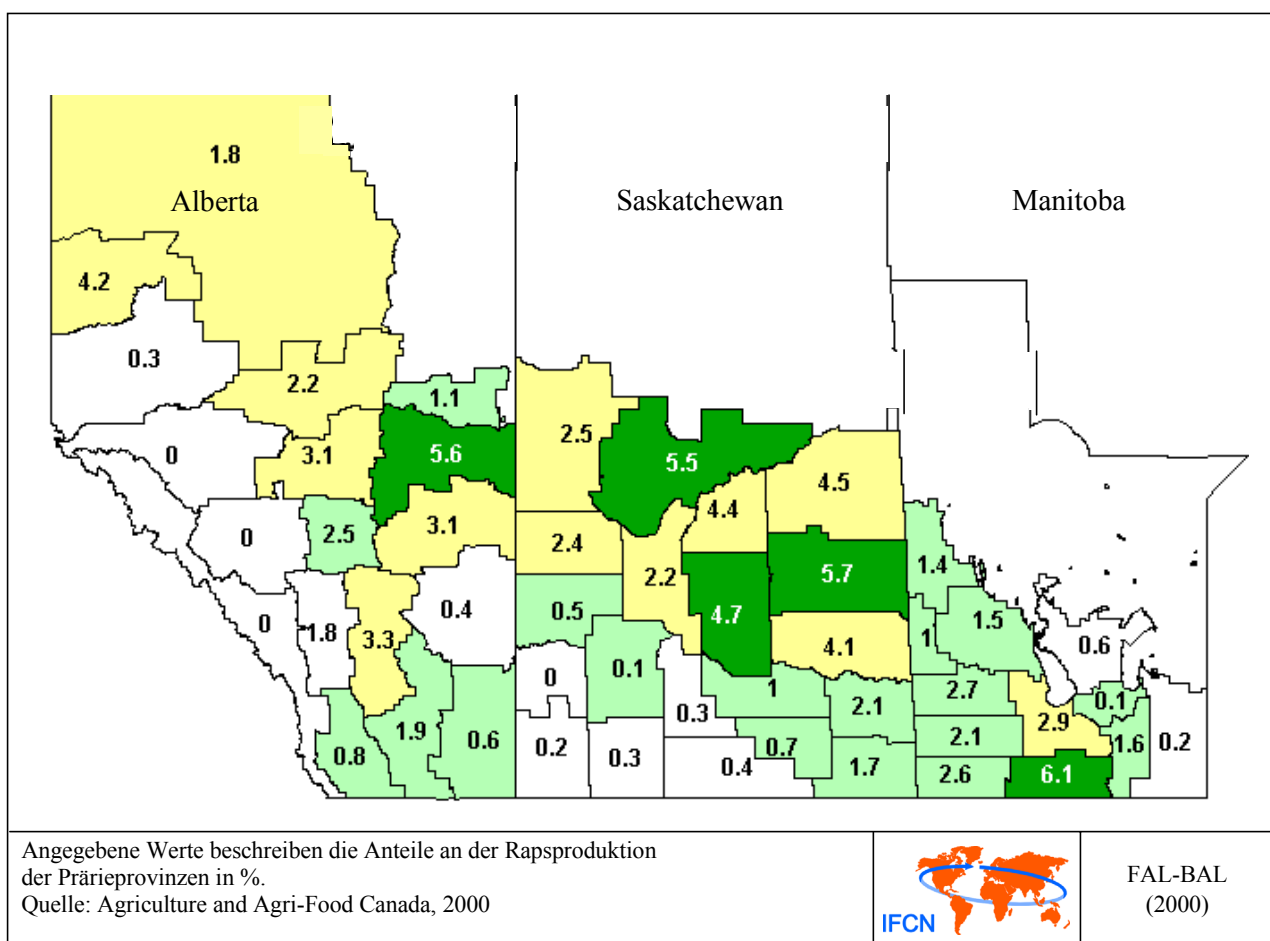 1.8
Alberta Saskatchewan Manitoba
4.2
0.3
2.2
1.1
2.5
0 3.1 5.6 5.5
4.5
4.4
0 2.5 3.1 2.4
2.2 5.7 1.4
0.4 0.5 4.7
0 1.8 3.3 4.1 1 1.5 0.6
0 0.1 1 2.7 0.1
0.3 2.1 2.9
0.8 1.9 0.6 0.2 0.3 0.7 2.1 1.6 0.2
0.4 1.7 2.6 6.1
Angegebene Werte beschreiben die Anteile an der Rapsproduktion
der Prärieprovinzen in %.
Quelle: Agriculture and Agri-Food Canada, 2000
IFCN
FAL-BAL
(2000)